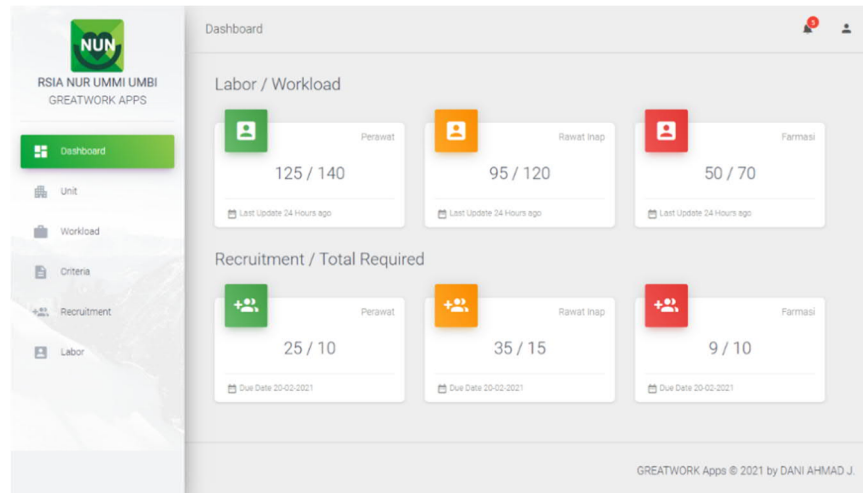 NUN
RSIA NUR UMMI UMBI
GREATWORK APPS
Dashboard
Unit
Workload
Criteria
Recruitment
Labor
Dashboard
3
Labor / Workload
Perawat
125 / 140
Last Update 24 Hours ago
Rawat Inap
95 / 120
Last Update 24 Hours ago
Farmasi
50 / 70
Last Update 24 Hours ago
Recruitment / Total Required
Perawat
25 / 10
Due Date 20-02-2021
Rawat Inap
35 / 15
Due Date 20-02-2021
Farmasi
9 / 10
Due Date 20-02-2021
GREATWORK Apps © 2021 by DANI AHMAD J.